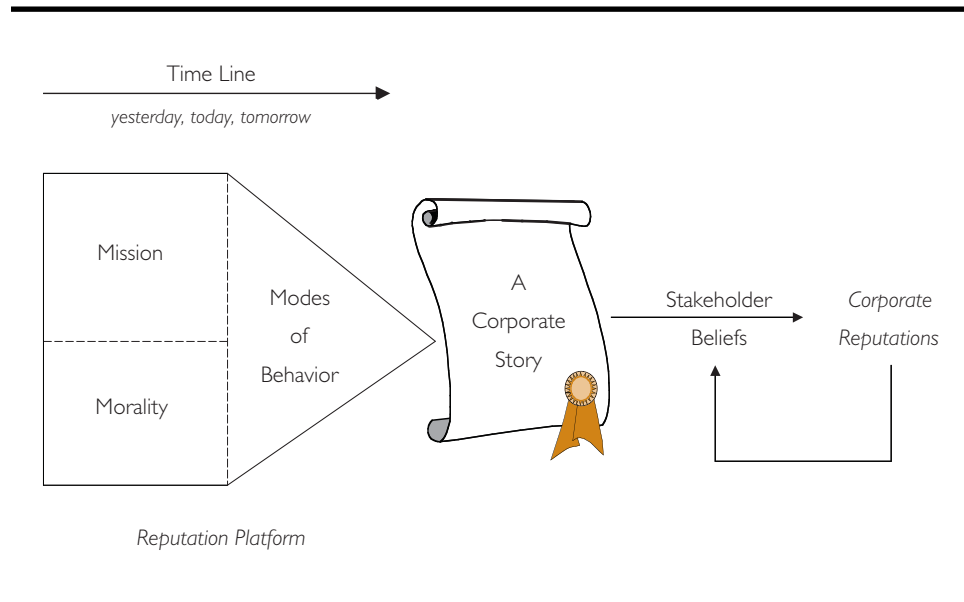 Time Line
yesterday, today, tomorrow
Mission
Morality
Modes
of
Behavior
A
Corporate
Story
Stakeholder
Beliefs
Corporate
Reputations
Reputation Platform